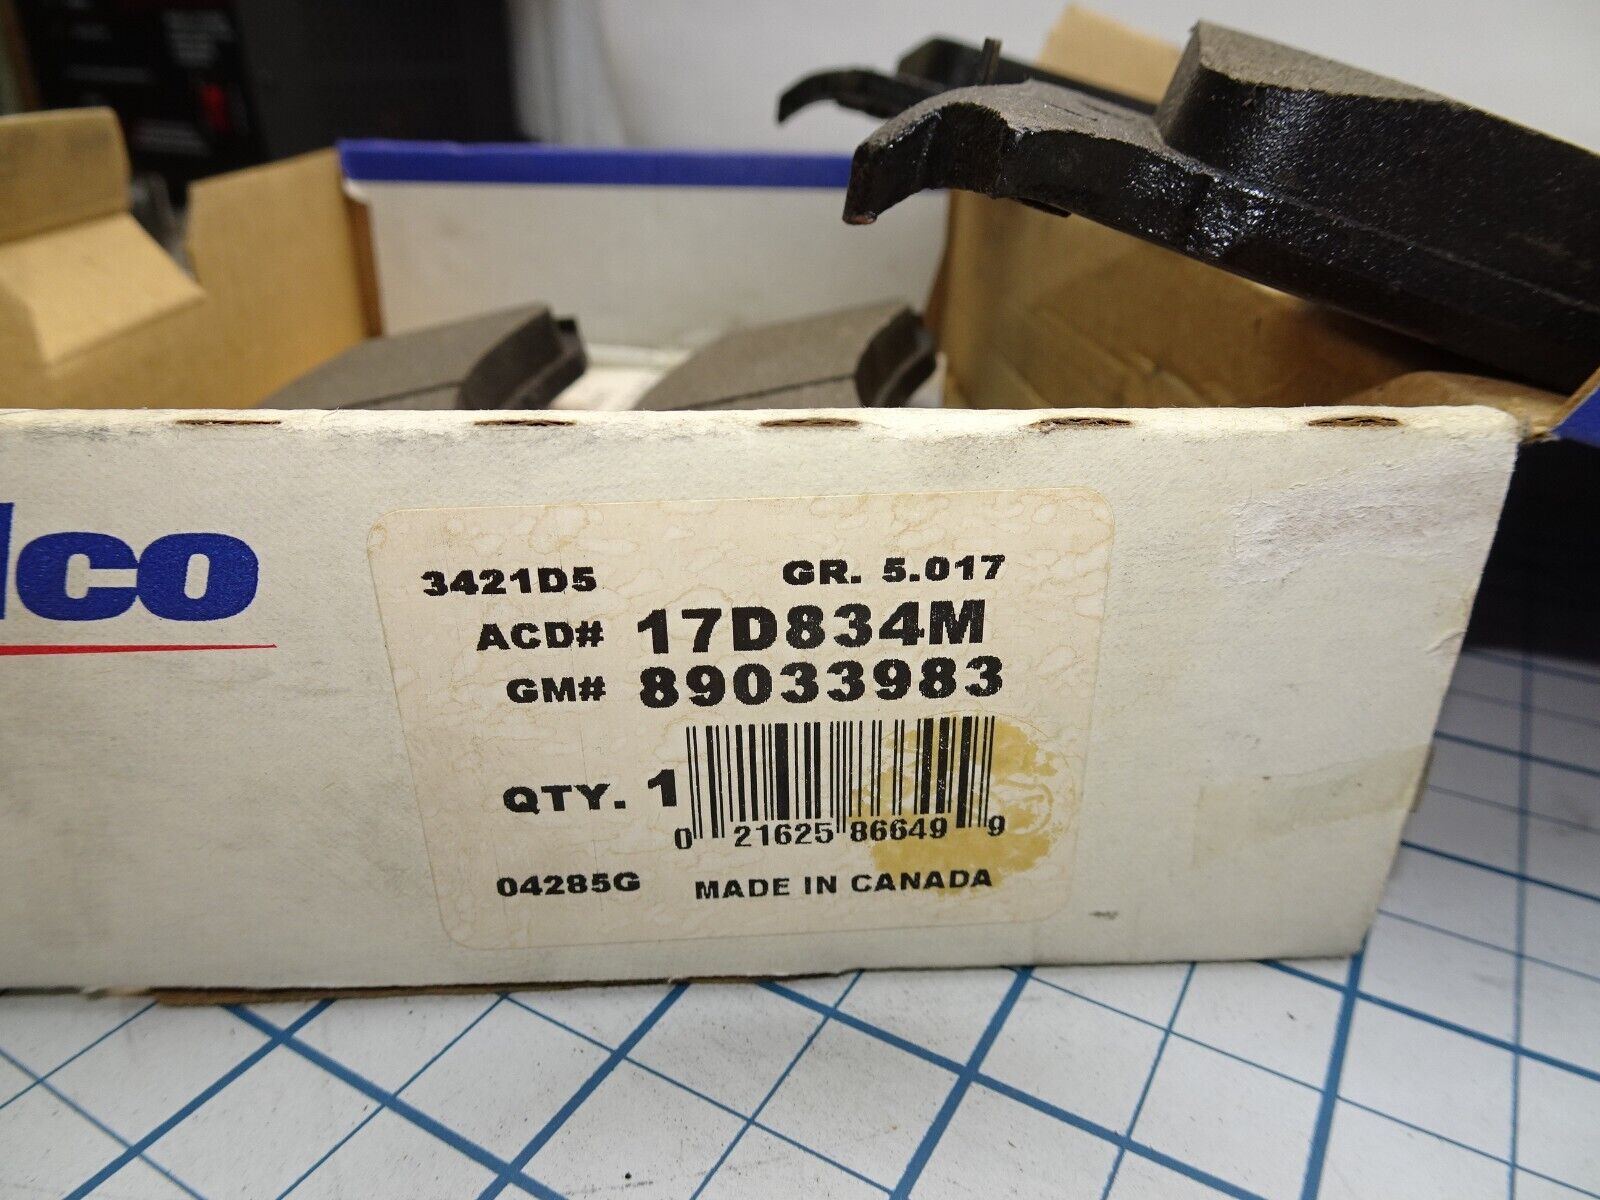 lco
3421D5 GR. 5.017
ACD# 17D834M
GM# 89033983
QTY. 1
0 21625 86649 9
04285G MADE IN CANADA